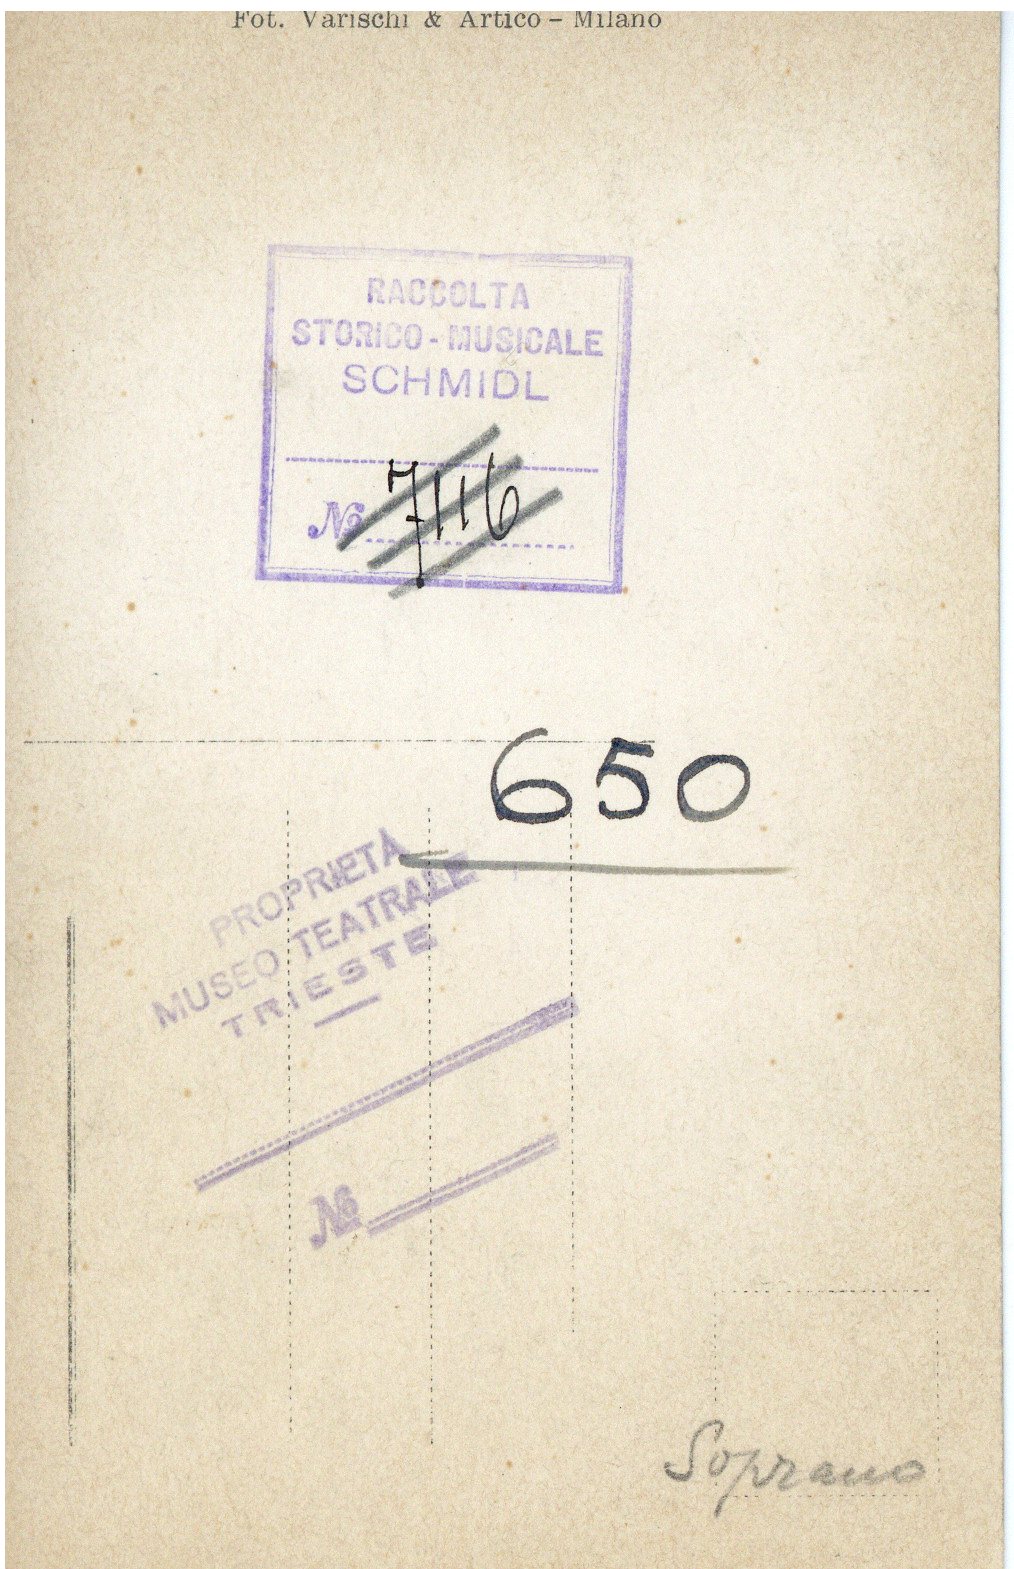 Fot. Varischi & Artico – Milano
RACCOLTA
STORICO-MUSICALE
SCHMIDL
No 7116
650
PROPRIETÀ
MUSEO TEATRALE
TRIESTE
No
Soprano